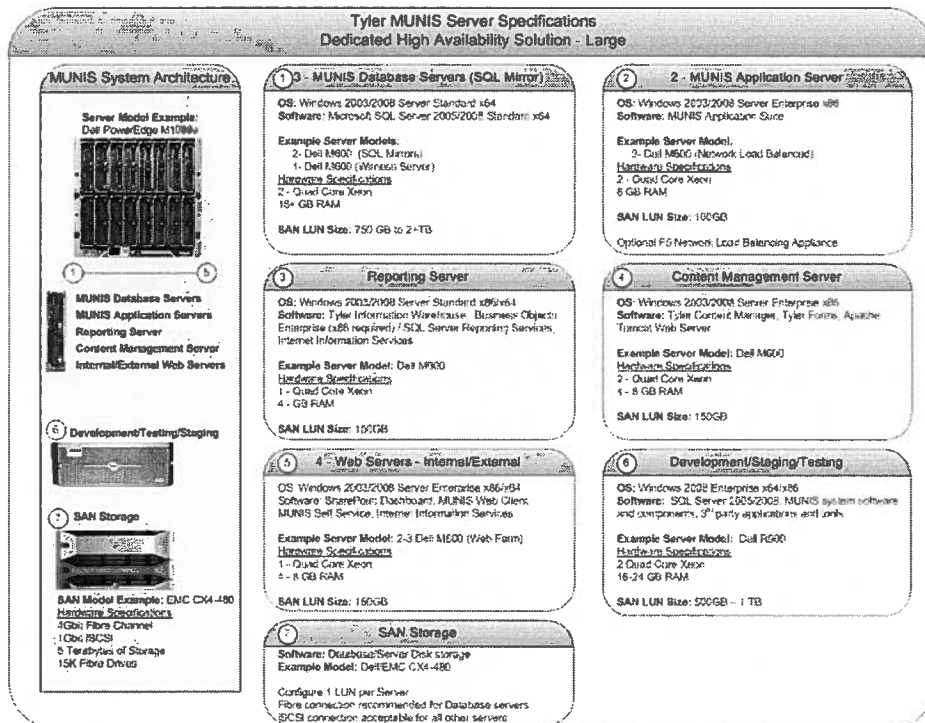 Tyler MUNIS Server Specifications
Dedicated High Availability Solution - Large
MUNIS System Architecture
Server Model Example:
Dell PowerEdge M1000e
1
5
MUNIS Database Servers
MUNIS Application Servers
Reporting Server
Content Management Server
Internal/External Web Servers
6 Development/Testing/Staging
7 SAN Storage
SAN Model Example: EMC CX4-480
Hardware Specifications
4Gbit Fibre Channel
1Gbit iSCSI
5 Terabytes of Storage
15K Fibre Drives
1 3 - MUNIS Database Servers (SQL Mirror)
OS: Windows 2003/2008 Server Standard x64
Software: Microsoft SQL Server 2005/2008 Standard x64
Example Server Models:
2- Dell M600 (SQL Mirrors)
1- Dell M600 (Witness Server)
Hardware Specifications
2 - Quad Core Xeon
16+ GB RAM
SAN LUN Size: 750 GB to 2+TB
2 2 - MUNIS Application Server
OS: Windows 2003/2008 Server Enterprise x86
Software: MUNIS Application Suite
Example Server Model:
Dell M600 (Network Load Balanced)
Hardware Specifications
2 - Quad Core Xeon
8 GB RAM
SAN LUN Size: 100GB
Optional F5 Network Load Balancing Appliance
3 Reporting Server
OS: Windows 2003/2008 Server Standard x86/x64
Software: Tyler Information Warehouse, Business Objects
Enterprise (x86 required) / SQL Server Reporting Services,
Internet Information Services
Example Server Model: Dell M600
Hardware Specifications
1 - Quad Core Xeon
4 - GB RAM
SAN LUN Size: 150GB
4 Content Management Server
OS: Windows 2003/2008 Server Enterprise x86
Software: Tyler Content Manager, Tyler Forms, Apache
Tomcat Web Server
Example Server Model: Dell M600
Hardware Specifications
2 - Quad Core Xeon
4 - 8 GB RAM
SAN LUN Size: 150GB
5 4 - Web Servers - Internal/External
OS: Windows 2003/2008 Server Enterprise x86/x64
Software: SharePoint Dashboard, MUNIS Web Client,
MUNIS Self Service, Internet Information Services
Example Server Model: 2-3 Dell M600 (Web Farm)
Hardware Specifications
1 - Quad Core Xeon
4 - 8 GB RAM
SAN LUN Size: 150GB
6 Development/Staging/Testing
OS: Windows 2008 Enterprise x64/x86
Software: SQL Server 2005/2008, MUNIS system software
and components, 3rd party applications and tools
Example Server Model: Dell R900
Hardware Specifications
2 Quad Core Xeon
16-24 GB RAM
SAN LUN Size: 500GB - 1 TB
7 SAN Storage
Software: Database/Server Disk storage
Example Model: Dell/EMC CX4-480
Configure 1 LUN per Server
Fibre connection recommended for Database servers
iSCSI connection acceptable for all other servers